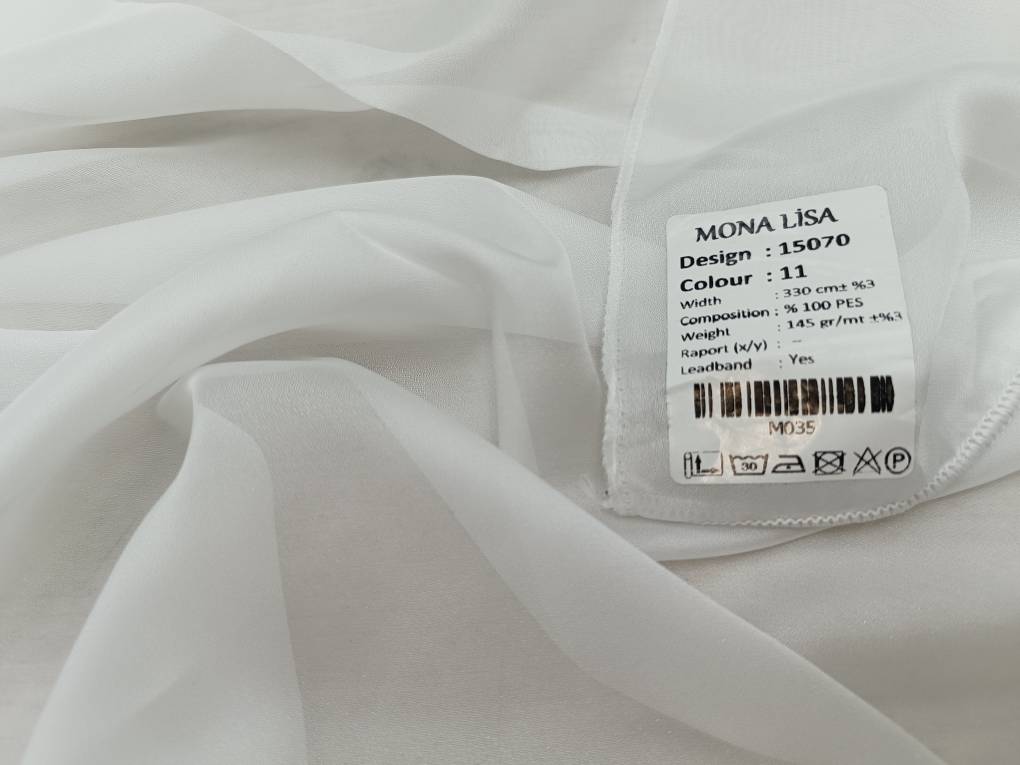 MONA LİSA
Design : 15070
Colour : 11
Width : 330 cm± %3
Composition : % 100 PES
Weight : 145 gr/mt ±%3
Raport (x/y) : --
Leadband : Yes
M035
30 P